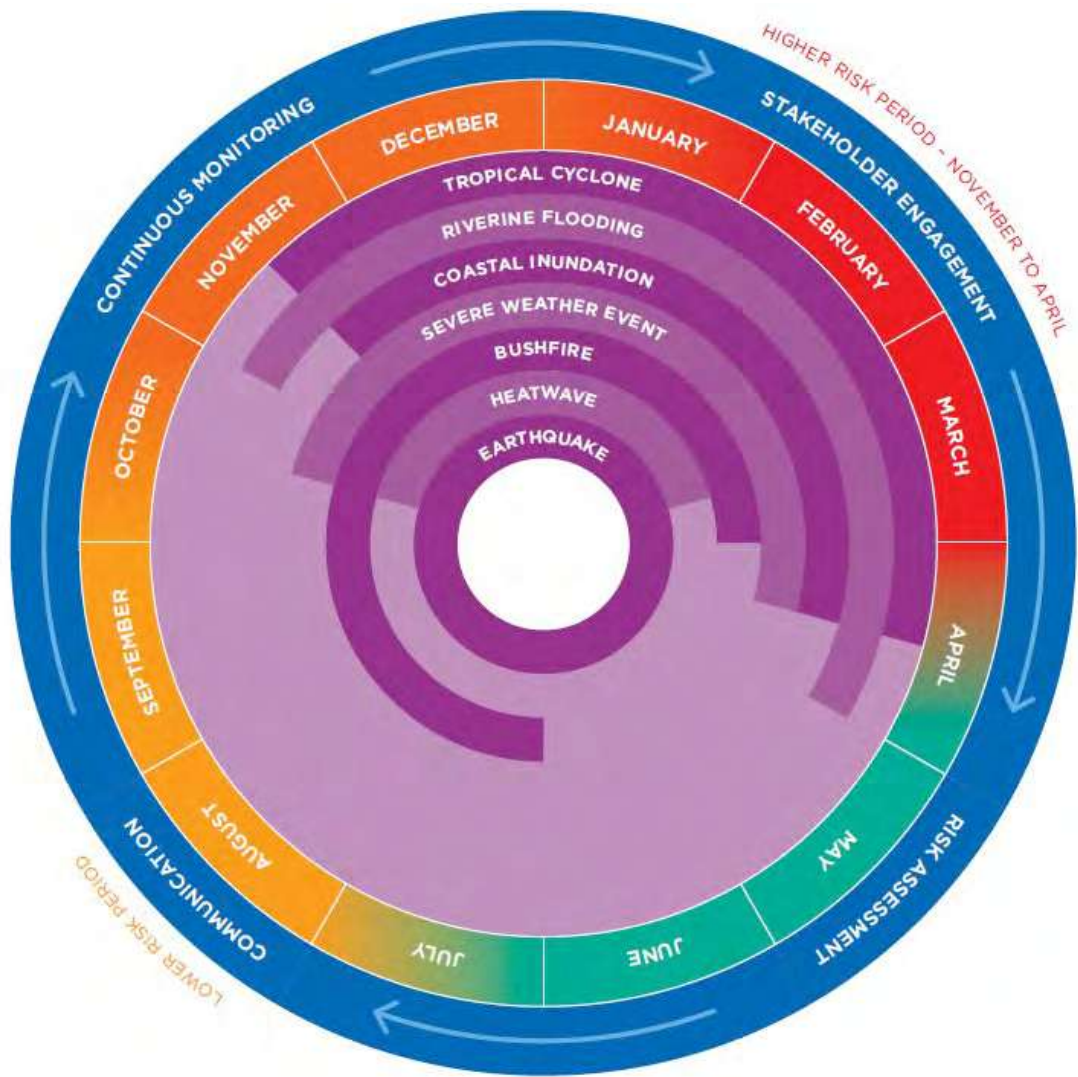 HIGHER RISK PERIOD - NOVEMBER TO APRIL
CONTINUOUS MONITORING
STAKEHOLDER ENGAGEMENT
RISK ASSESSMENT
COMMUNICATION
LOWER RISK PERIOD
JANUARY
FEBRUARY
MARCH
APRIL
MAY
JUNE
JULY
AUGUST
SEPTEMBER
OCTOBER
NOVEMBER
DECEMBER
TROPICAL CYCLONE
RIVERINE FLOODING
COASTAL INUNDATION
SEVERE WEATHER EVENT
BUSHFIRE
HEATWAVE
EARTHQUAKE